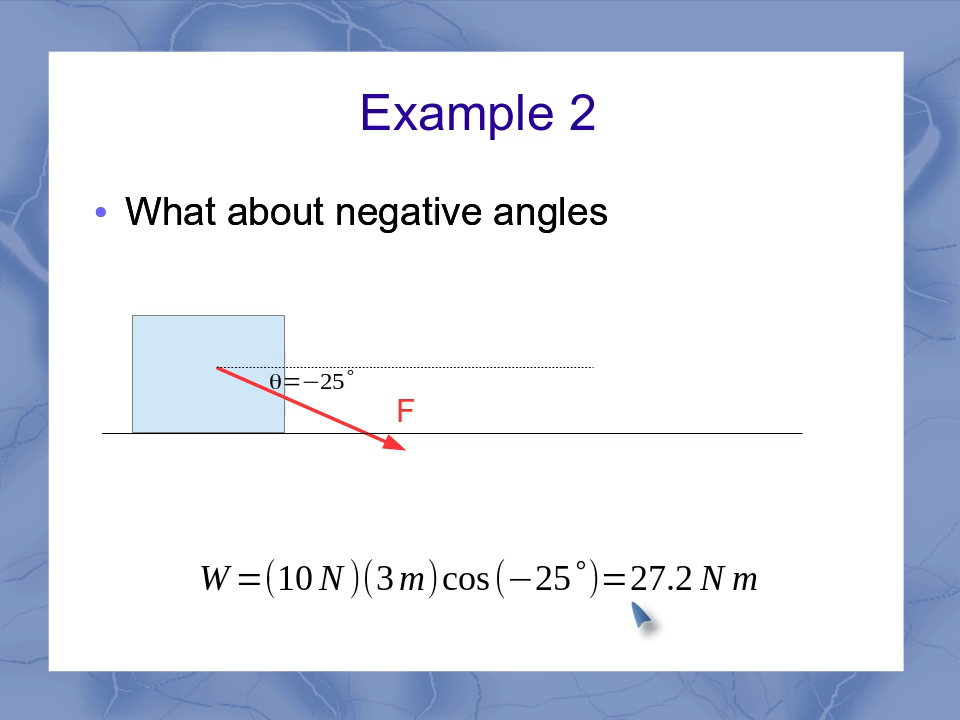 Example 2
• What about negative angles
θ=−25°
F
W=(10 N)(3 m)cos(−25°)=27.2 N m